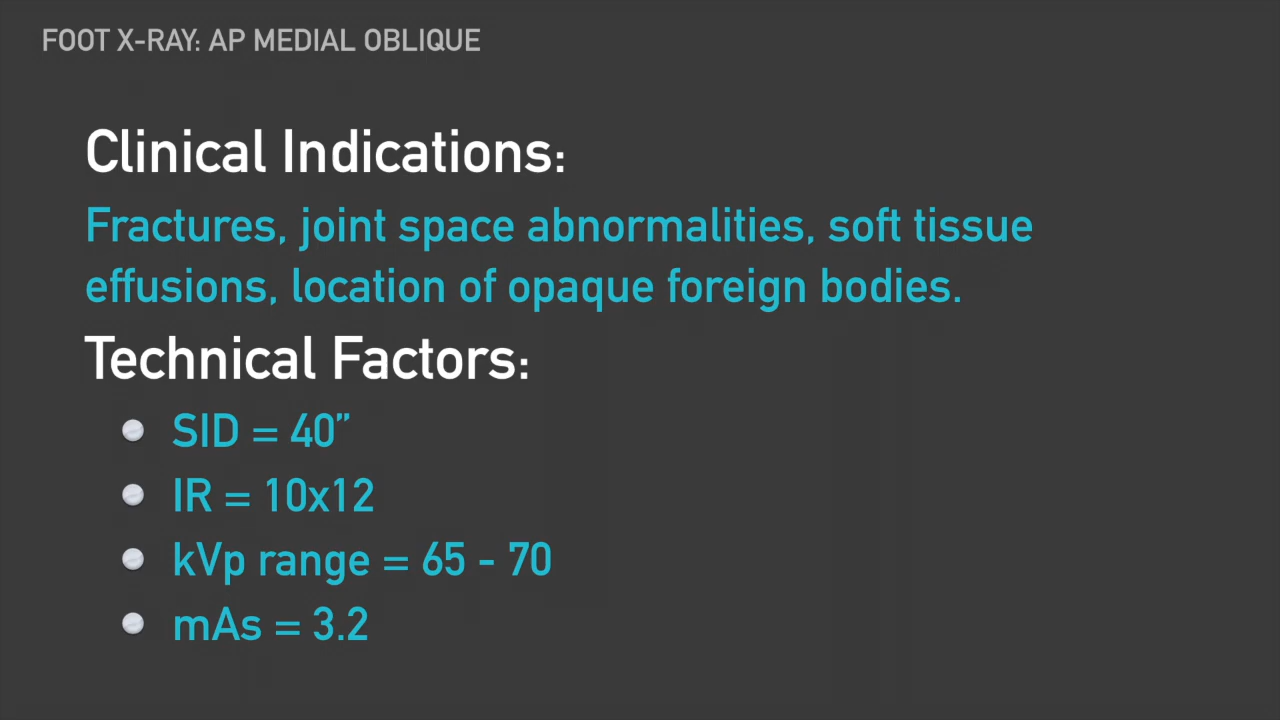 FOOT X-RAY: AP MEDIAL OBLIQUE
Clinical Indications:
Fractures, joint space abnormalities, soft tissue
effusions, location of opaque foreign bodies.
Technical Factors:
SID = 40”
IR = 10x12
kVp range = 65 - 70
mAs = 3.2